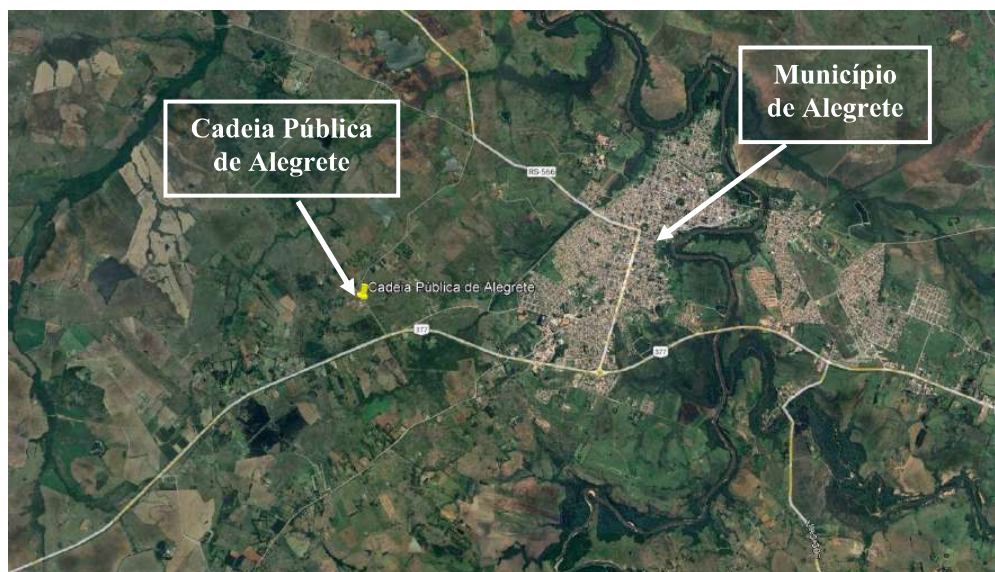 Município
de Alegrete
Cadeia Pública
de Alegrete
RS-566
Cadeia Pública de Alegrete
377
377